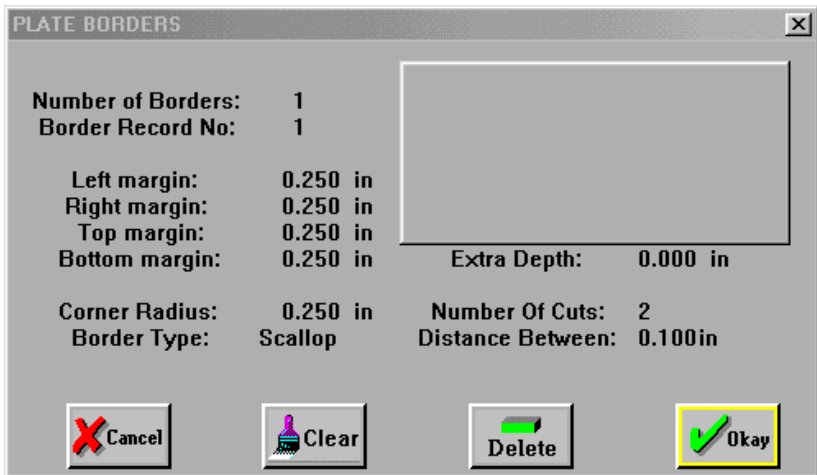 PLATE BORDERS
Number of Borders: 1
Border Record No: 1
Left margin: 0.250 in
Right margin: 0.250 in
Top margin: 0.250 in
Bottom margin: 0.250 in
Extra Depth: 0.000 in
Corner Radius: 0.250 in
Number Of Cuts: 2
Border Type: Scallop
Distance Between: 0.100in
Cancel
Clear
Delete
Okay